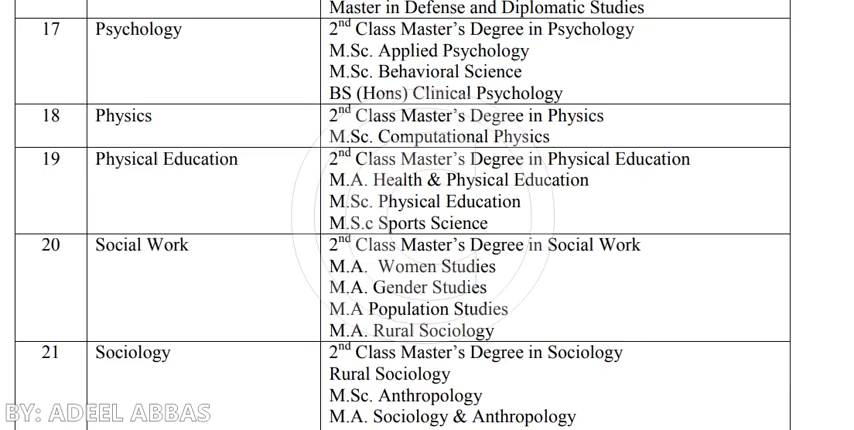 Master in Defense and Diplomatic Studies
17 Psychology 2nd Class Master's Degree in Psychology
M.Sc. Applied Psychology
M.Sc. Behavioral Science
BS (Hons) Clinical Psychology
18 Physics 2nd Class Master's Degree in Physics
M.Sc. Computational Physics
19 Physical Education 2nd Class Master's Degree in Physical Education
M.A. Health & Physical Education
M.Sc. Physical Education
M.S.c Sports Science
20 Social Work 2nd Class Master's Degree in Social Work
M.A. Women Studies
M.A. Gender Studies
M.A Population Studies
M.A. Rural Sociology
21 Sociology 2nd Class Master's Degree in Sociology
Rural Sociology
M.Sc. Anthropology
M.A. Sociology & Anthropology
BY: ADEEL ABBAS